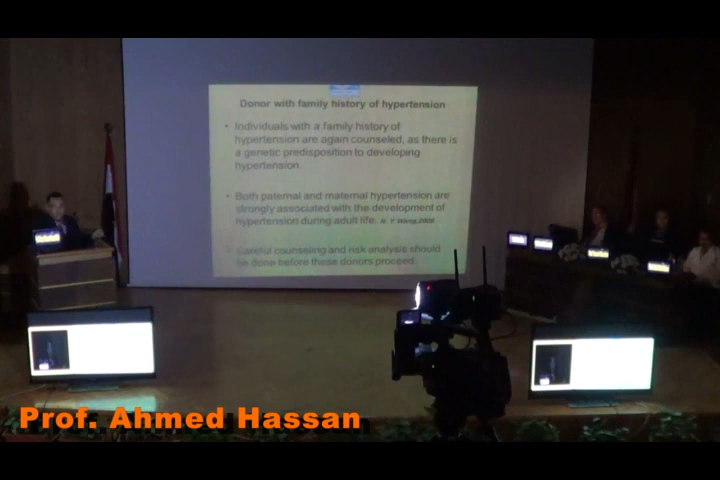 Donor with family history of hypertension
• Individuals with a family history of
hypertension are again counseled, as there is
a genetic predisposition to developing
hypertension.
• Both paternal and maternal hypertension are
strongly associated with the development of
hypertension during adult life. N. Y. Wang,2008
• Careful counseling and risk analysis should
be done before these donors proceed.
Prof. Ahmed Hassan